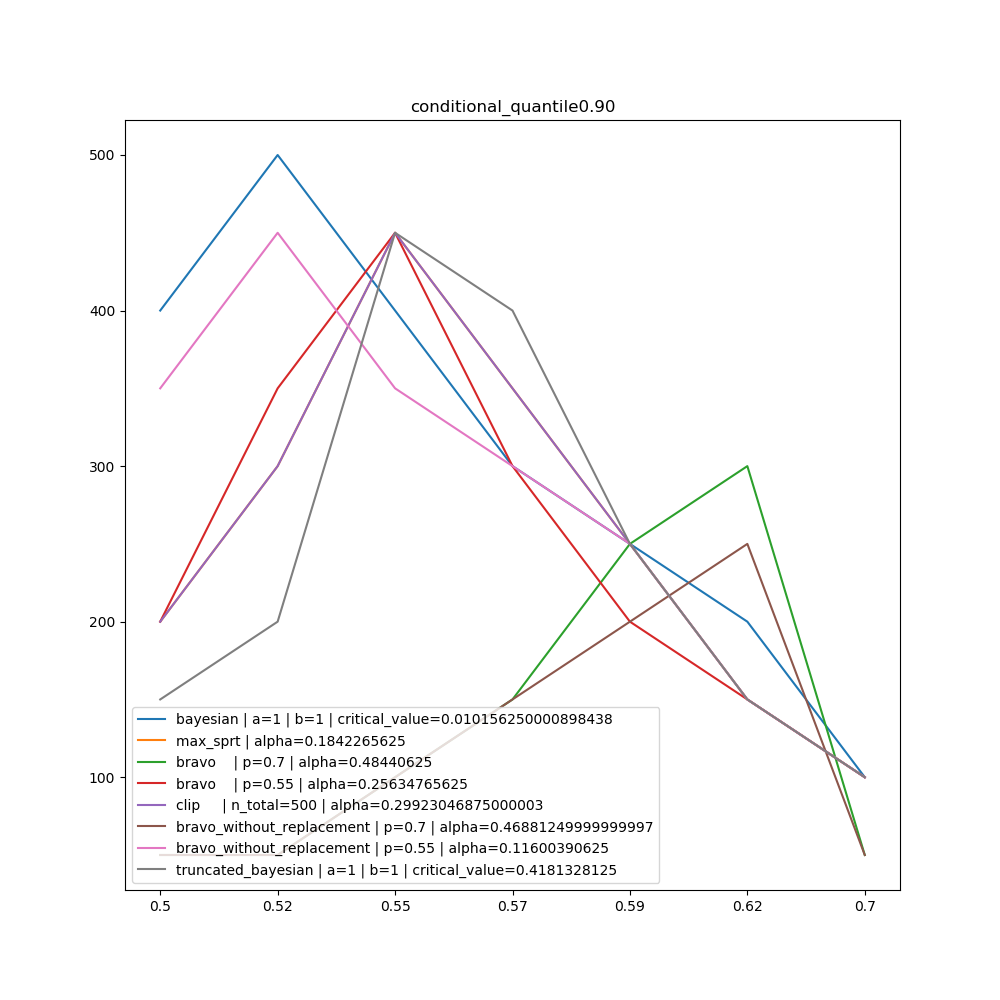 conditional_quantile0.90
500
400
300
200
100
bayesian | a=1 | b=1 | critical_value=0.010156250000898438
max_sprt | alpha=0.1842265625
bravo    | p=0.7 | alpha=0.48440625
bravo    | p=0.55 | alpha=0.25634765625
clip     | n_total=500 | alpha=0.29923046875000003
bravo_without_replacement | p=0.7 | alpha=0.46881249999999997
bravo_without_replacement | p=0.55 | alpha=0.11600390625
truncated_bayesian | a=1 | b=1 | critical_value=0.4181328125
0.5 0.52 0.55 0.57 0.59 0.62 0.7